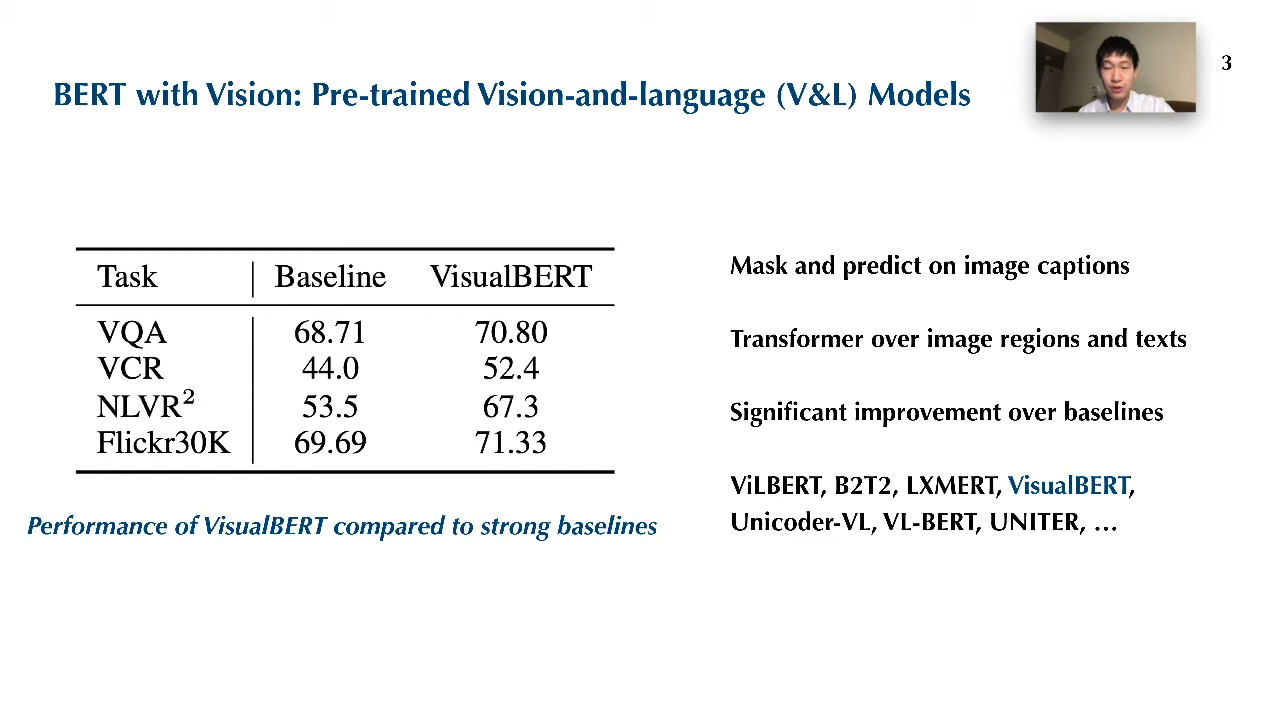 3
BERT with Vision: Pre-trained Vision-and-language (V&L) Models
Task Baseline VisualBERT
VQA 68.71 70.80
VCR 44.0 52.4
NLVR² 53.5 67.3
Flickr30K 69.69 71.33
Performance of VisualBERT compared to strong baselines
Mask and predict on image captions
Transformer over image regions and texts
Significant improvement over baselines
ViLBERT, B2T2, LXMERT, VisualBERT,
Unicoder-VL, VL-BERT, UNITER, …